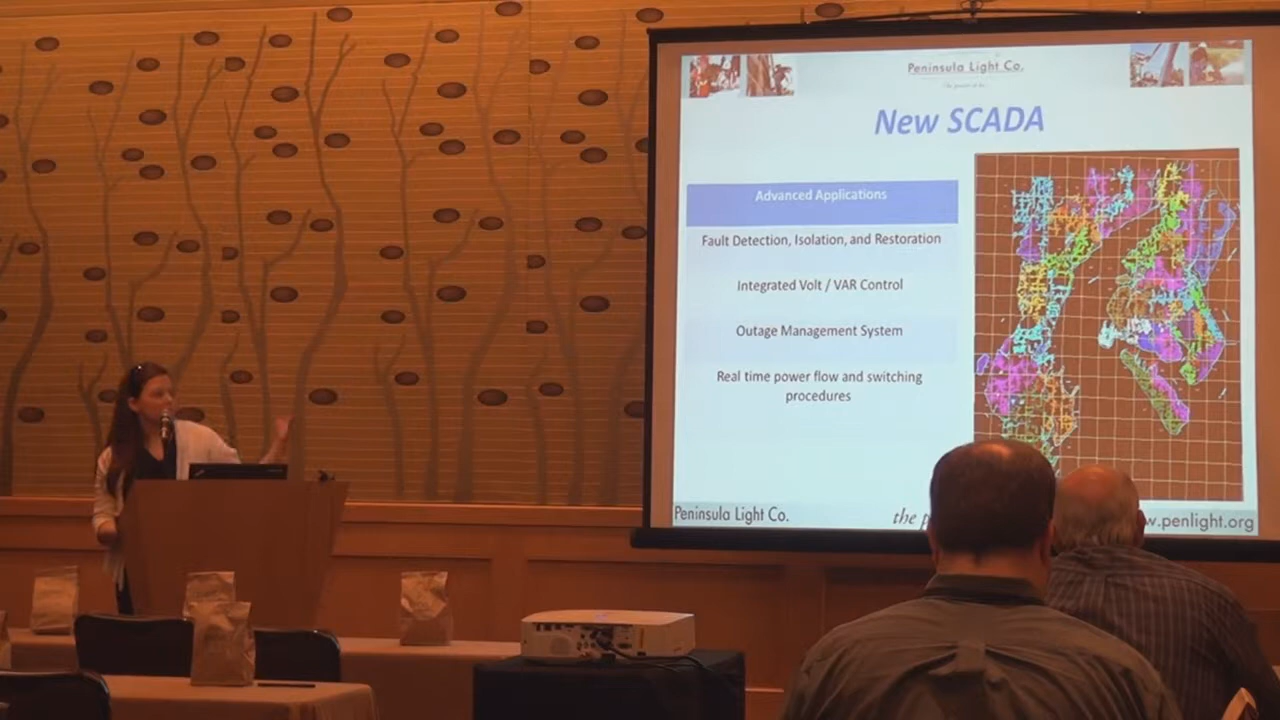 Peninsula Light Co.
New SCADA
Advanced Applications
Fault Detection, Isolation, and Restoration
Integrated Volt / VAR Control
Outage Management System
Real time power flow and switching
procedures
Peninsula Light Co.
the
w.penlight.org